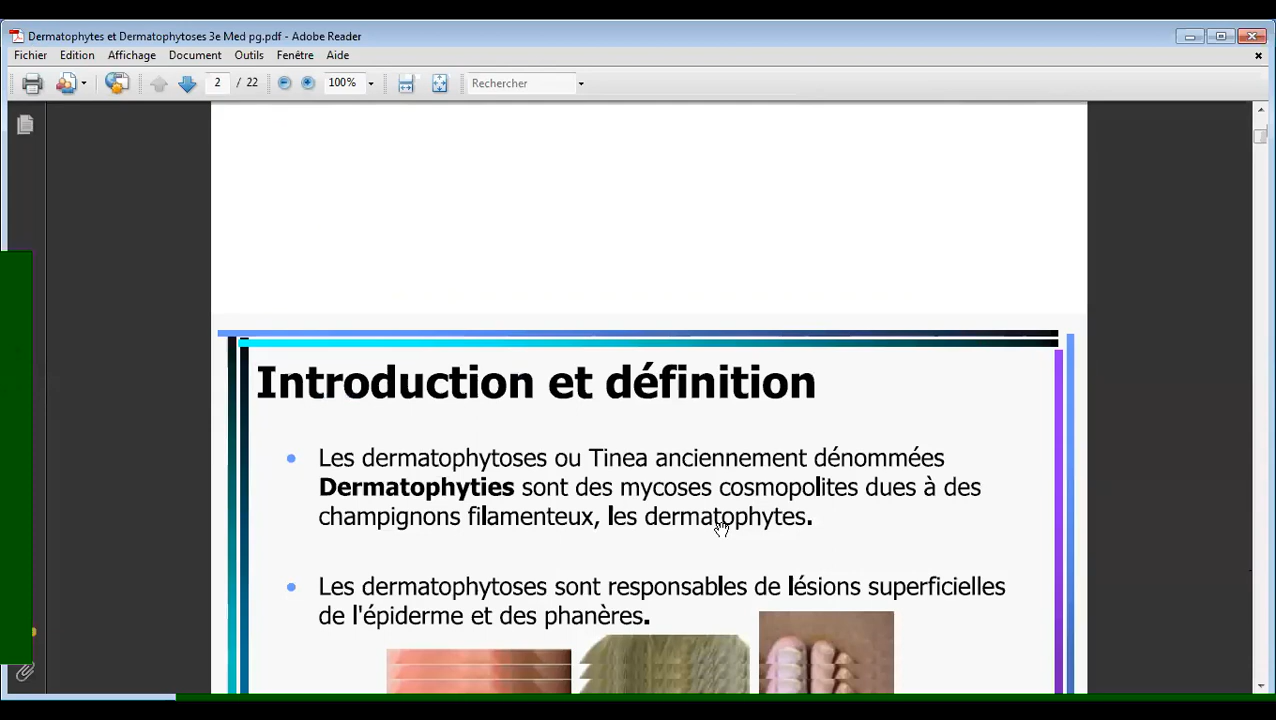 Dermatophytes et Dermatophytoses 3e Med pg.pdf - Adobe Reader
Fichier Edition Affichage Document Outils Fenêtre Aide
2 / 22 100% Rechercher
Introduction et définition
Les dermatophytoses ou Tinea anciennement dénommées
Dermatophyties sont des mycoses cosmopolites dues à des
champignons filamenteux, les dermatophytes.
Les dermatophytoses sont responsables de lésions superficielles
de l'épiderme et des phanères.